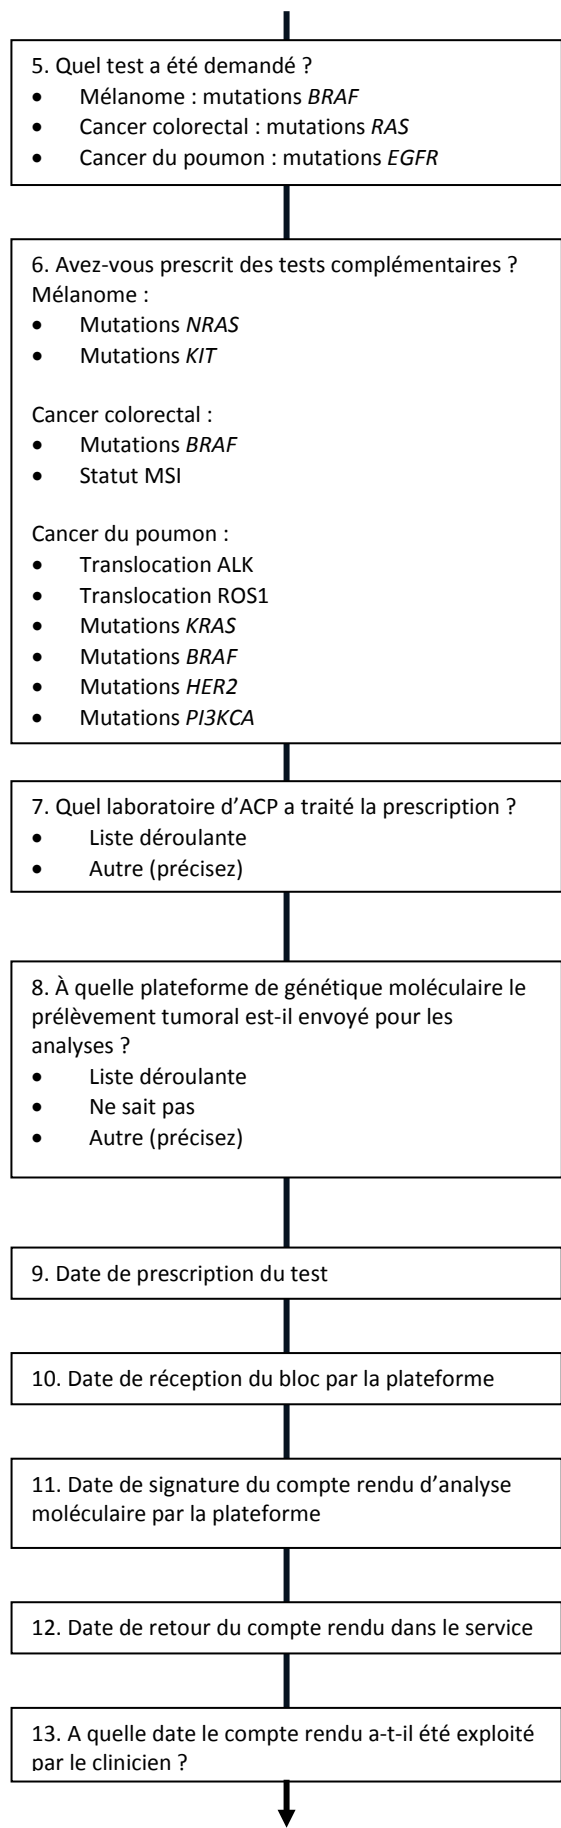 5. Quel test a été demandé ?
• Mélanome : mutations BRAF
• Cancer colorectal : mutations RAS
• Cancer du poumon : mutations EGFR
6. Avez-vous prescrit des tests complémentaires ?
Mélanome :
• Mutations NRAS
• Mutations KIT
Cancer colorectal :
• Mutations BRAF
• Statut MSI
Cancer du poumon :
• Translocation ALK
• Translocation ROS1
• Mutations KRAS
• Mutations BRAF
• Mutations HER2
• Mutations PI3KCA
7. Quel laboratoire d’ACP a traité la prescription ?
• Liste déroulante
• Autre (précisez)
8. À quelle plateforme de génétique moléculaire le
prélèvement tumoral est-il envoyé pour les
analyses ?
• Liste déroulante
• Ne sait pas
• Autre (précisez)
9. Date de prescription du test
10. Date de réception du bloc par la plateforme
11. Date de signature du compte rendu d’analyse
moléculaire par la plateforme
12. Date de retour du compte rendu dans le service
13. A quelle date le compte rendu a-t-il été exploité
par le clinicien ?